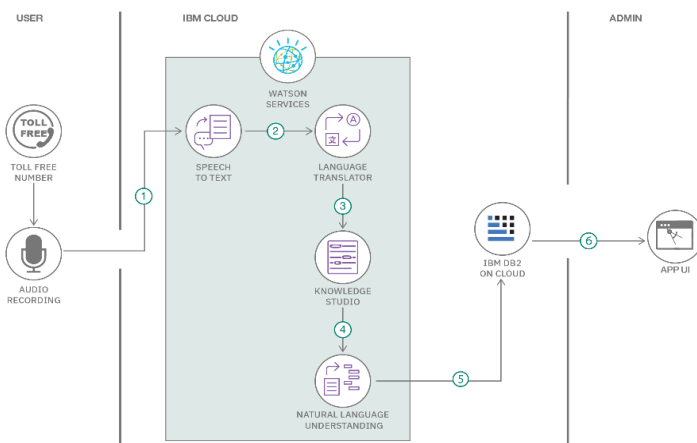 USER
IBM CLOUD
ADMIN
WATSON
SERVICES
TOLL
FREE
TOLL FREE
NUMBER
SPEECH
TO TEXT
2
A
文
LANGUAGE
TRANSLATOR
1
3
AUDIO
RECORDING
KNOWLEDGE
STUDIO
IBM DB2
ON CLOUD
6
APP UI
4
NATURAL LANGUAGE
UNDERSTANDING
5